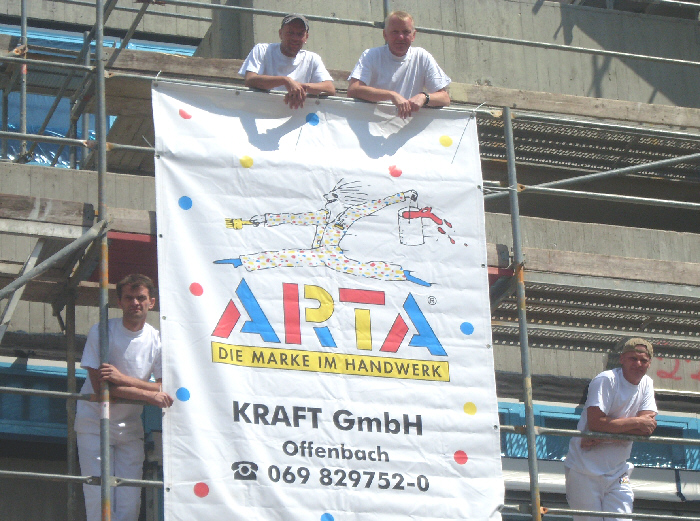 ARTA®
DIE MARKE IM HANDWERK
KRAFT GmbH
Offenbach
☎ 069 829752-0